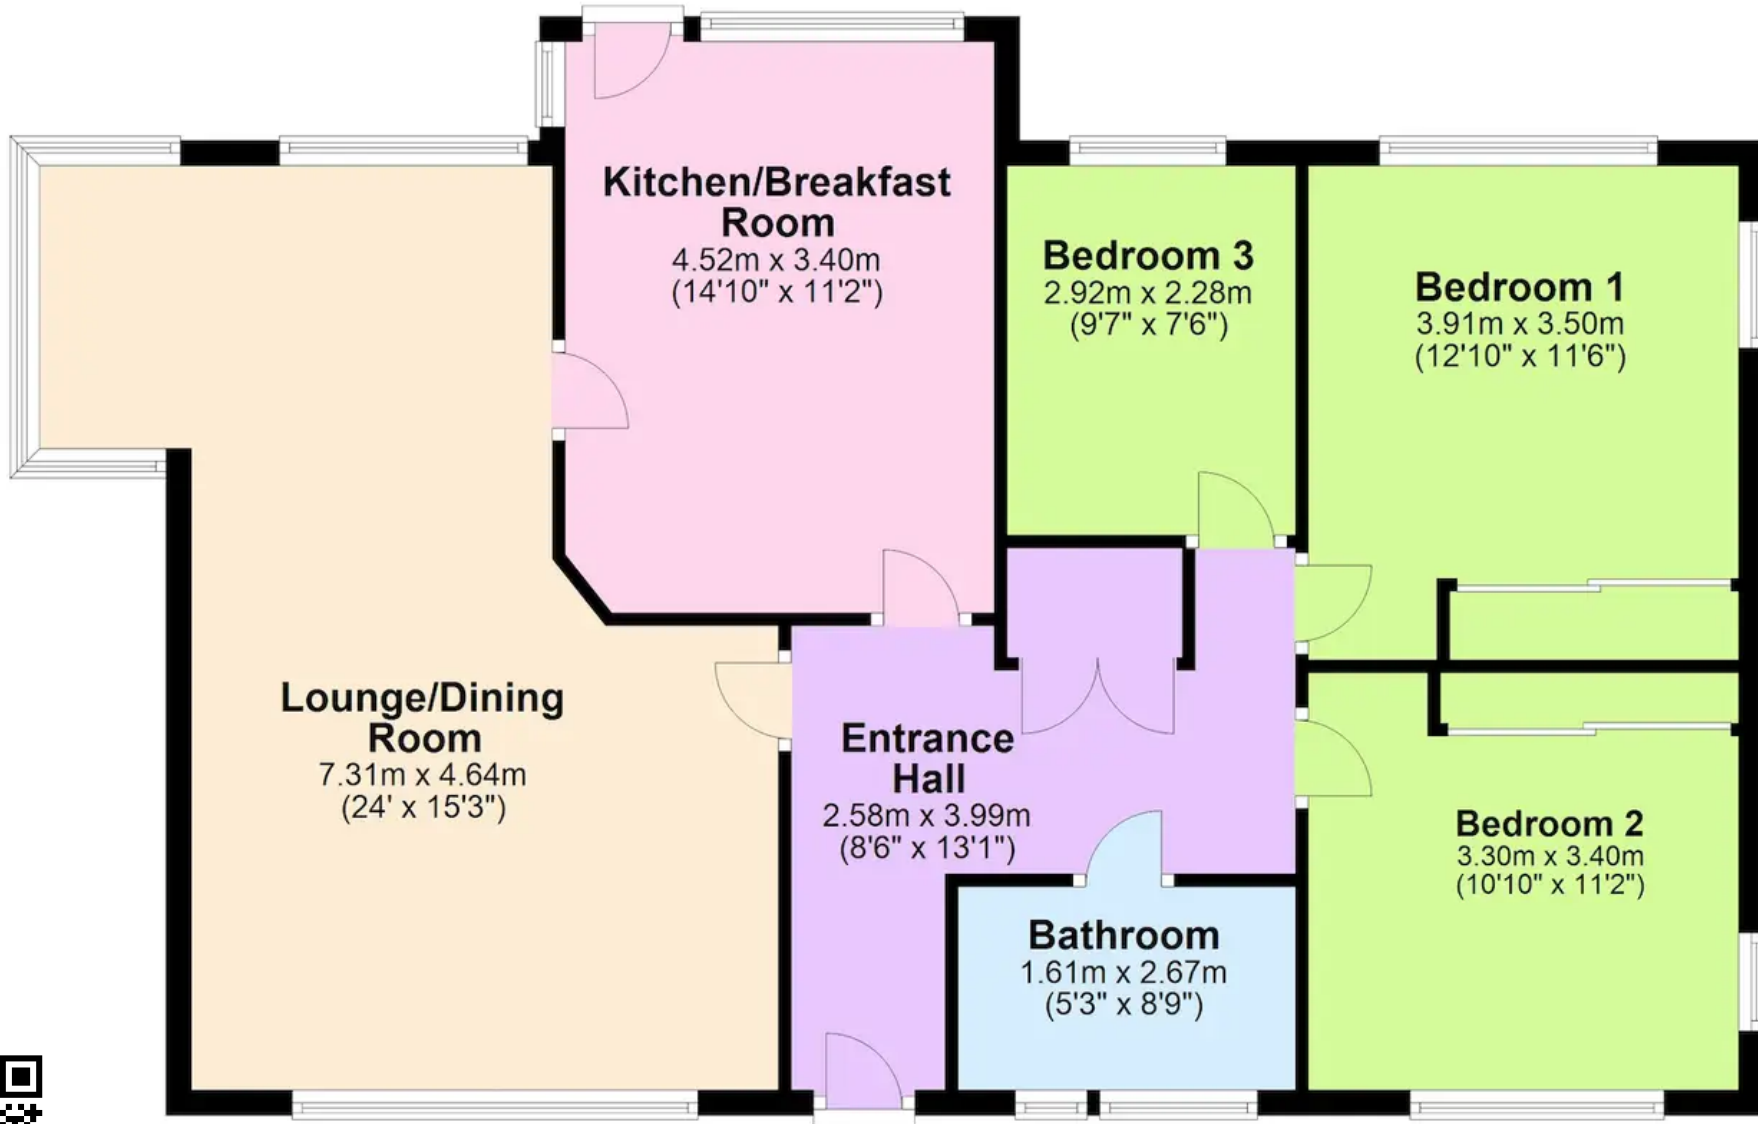 Kitchen/Breakfast
Room
4.52m x 3.40m
(14'10" x 11'2")
Bedroom 3
2.92m x 2.28m
(9'7" x 7'6")
Bedroom 1
3.91m x 3.50m
(12'10" x 11'6")
Lounge/Dining
Room
7.31m x 4.64m
(24' x 15'3")
Entrance
Hall
2.58m x 3.99m
(8'6" x 13'1")
Bedroom 2
3.30m x 3.40m
(10'10" x 11'2")
Bathroom
1.61m x 2.67m
(5'3" x 8'9")